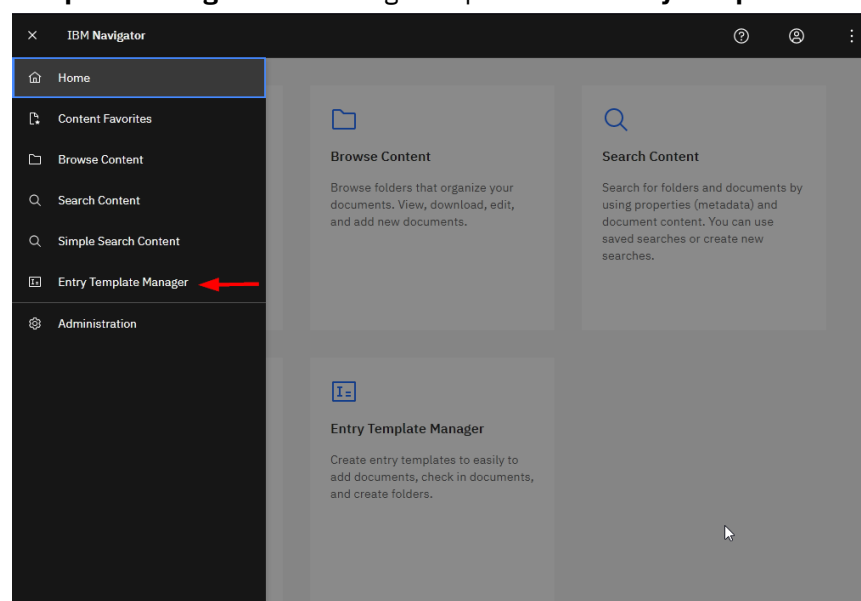 IBM Navigator
Home
Content Favorites
Browse Content
Search Content
Simple Search Content
Entry Template Manager
Administration
Browse Content
Browse folders that organize your
documents. View, download, edit,
and add new documents.
Search Content
Search for folders and documents by
using properties (metadata) and
document content. You can use
saved searches or create new
searches.
Entry Template Manager
Create entry templates to easily to
add documents, check in documents,
and create folders.